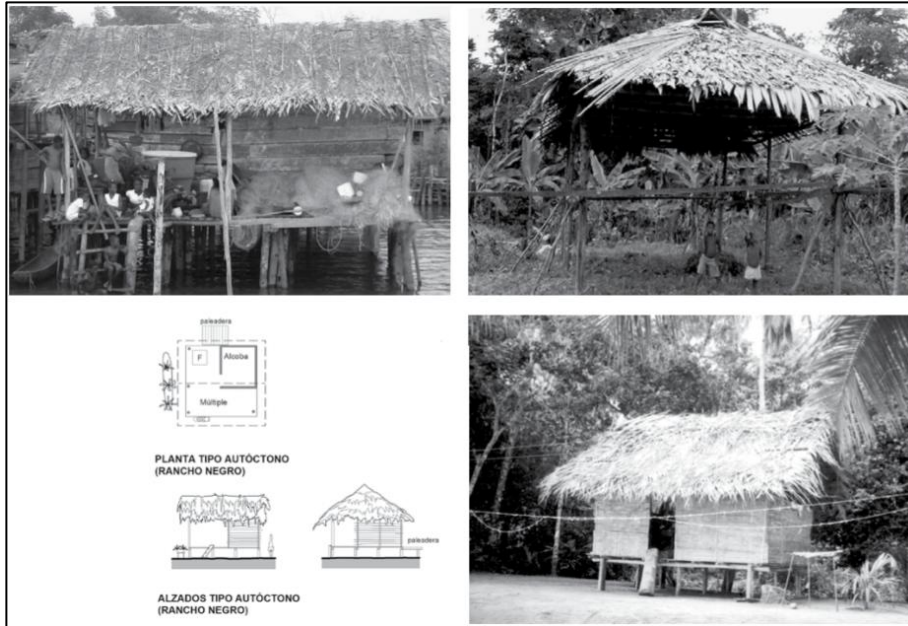 paleadera
F
Alcoba
Múltiple
PLANTA TIPO AUTÓCTONO
(RANCHO NEGRO)
paleadera
ALZADOS TIPO AUTÓCTONO
(RANCHO NEGRO)